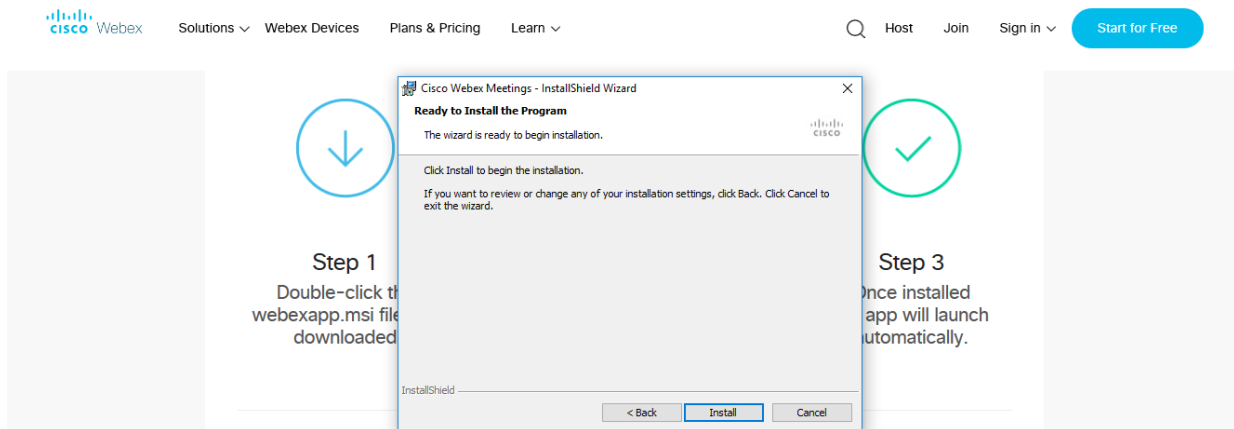 CISCO Webex Solutions Webex Devices Plans & Pricing Learn Host Join Sign in Start for Free
Cisco Webex Meetings - InstallShield Wizard
Ready to Install the Program
The wizard is ready to begin installation.
CISCO
Click Install to begin the installation.
If you want to review or change any of your installation settings, click Back. Click Cancel to
exit the wizard.
InstallShield
< Back Install Cancel
Step 1
Double-click
webexapp.msi file
downloaded
Step 3
Once installed
app will launch
automatically.